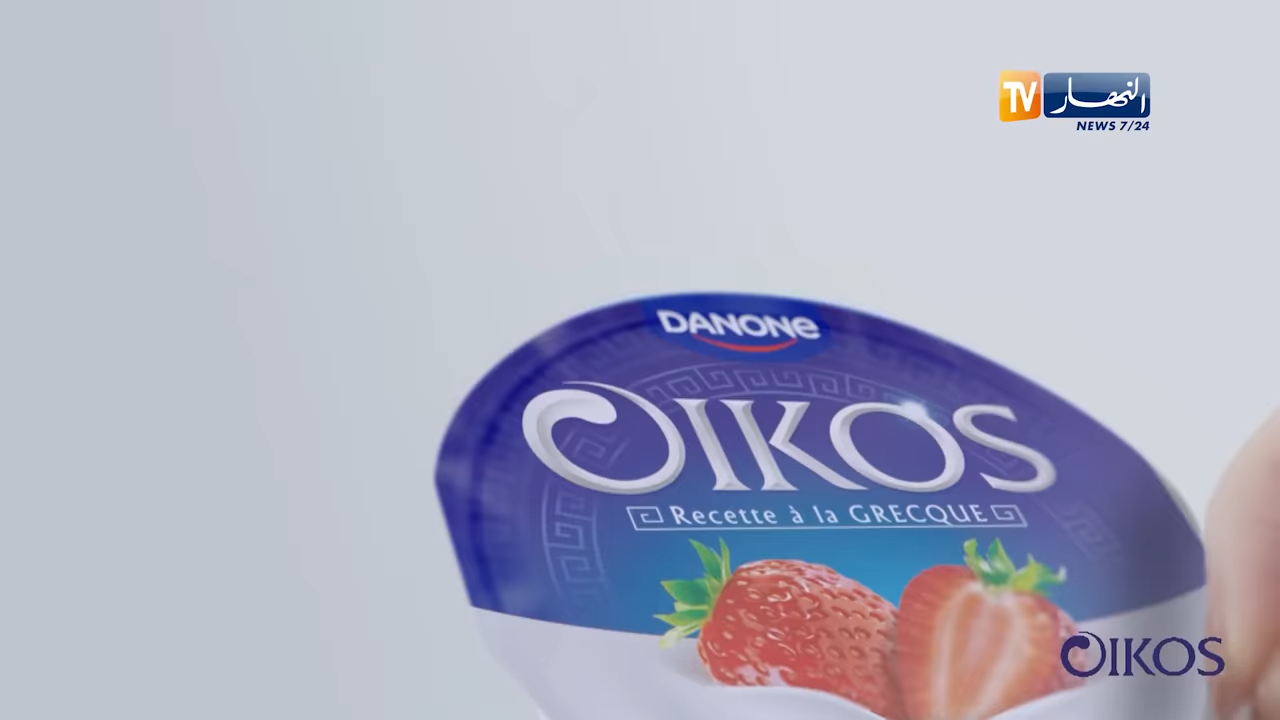 TV النهار
NEWS 7/24
DANONE
OIKOS
Recette à la GRECQUE
OIKOS